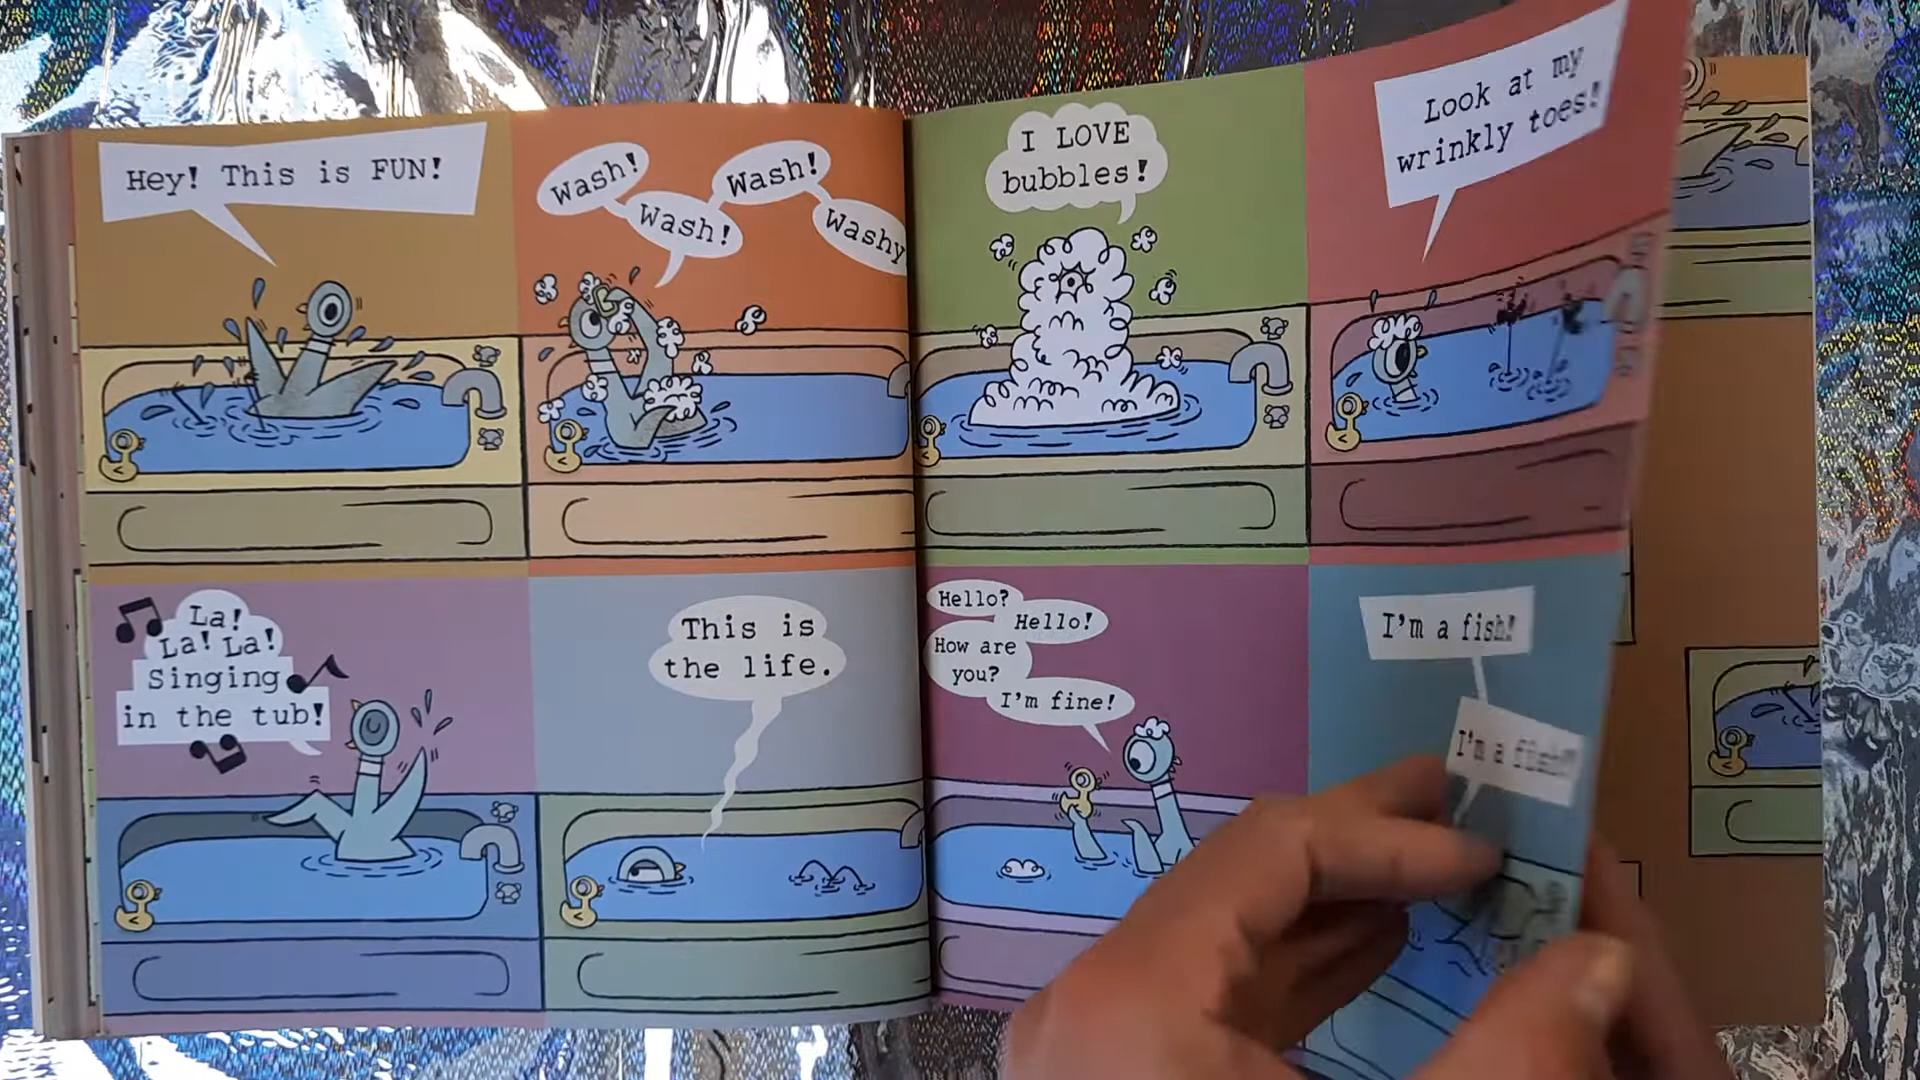 Hey! This is FUN!
Wash!
Wash!
Wash!
Washy
I LOVE
bubbles!
Look at my
wrinkly toes!
La!
La! La!
Singing
in the tub!
This is
the life.
Hello?
Hello!
How are
you?
I'm fine!
I'm a fish!
I'm a fish!